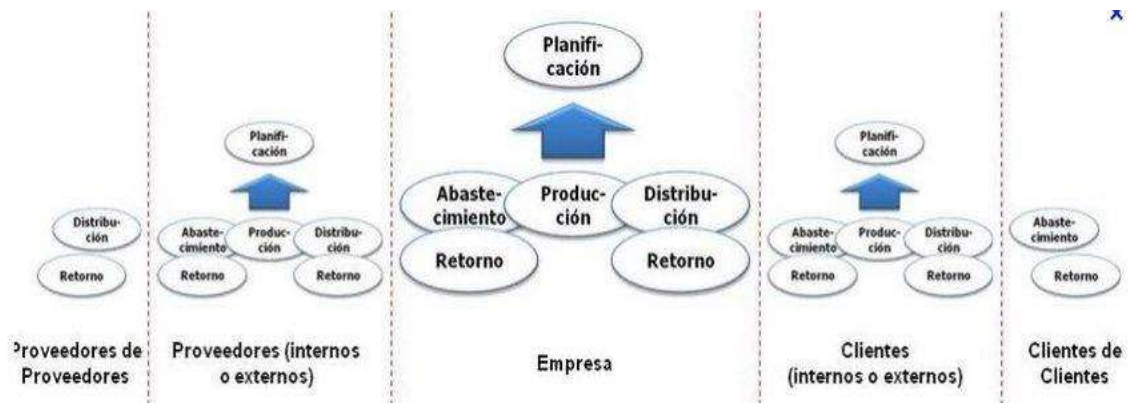 Planifi-
cación
Abaste-
cimiento
Produc-
ción
Distribu-
ción
Retorno
Retorno
Planifi-
cación
Abaste-
cimiento
Produc-
ción
Distribu-
ción
Retorno
Retorno
Planifi-
cación
Abaste-
cimiento
Produc-
ción
Distribu-
ción
Retorno
Retorno
Distribu-
ción
Retorno
Abaste-
cimiento
Retorno
Proveedores de
Proveedores
Proveedores (internos
o externos)
Empresa
Clientes
(internos o externos)
Clientes de
Clientes
x